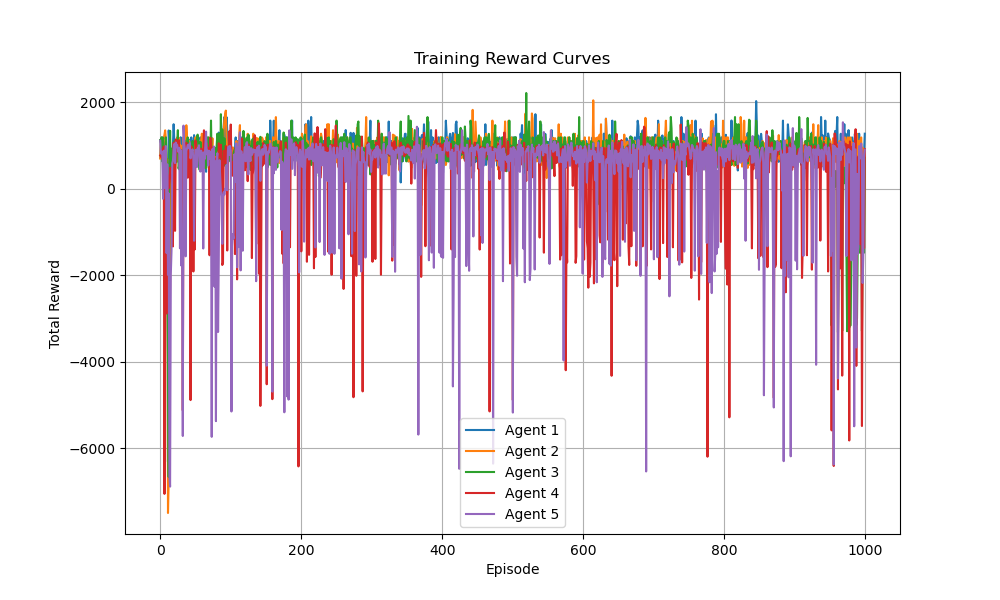 Training Reward Curves
Total Reward
2000
0
−2000
−4000
−6000
Agent 1
Agent 2
Agent 3
Agent 4
Agent 5
0 200 400 600 800 1000
Episode